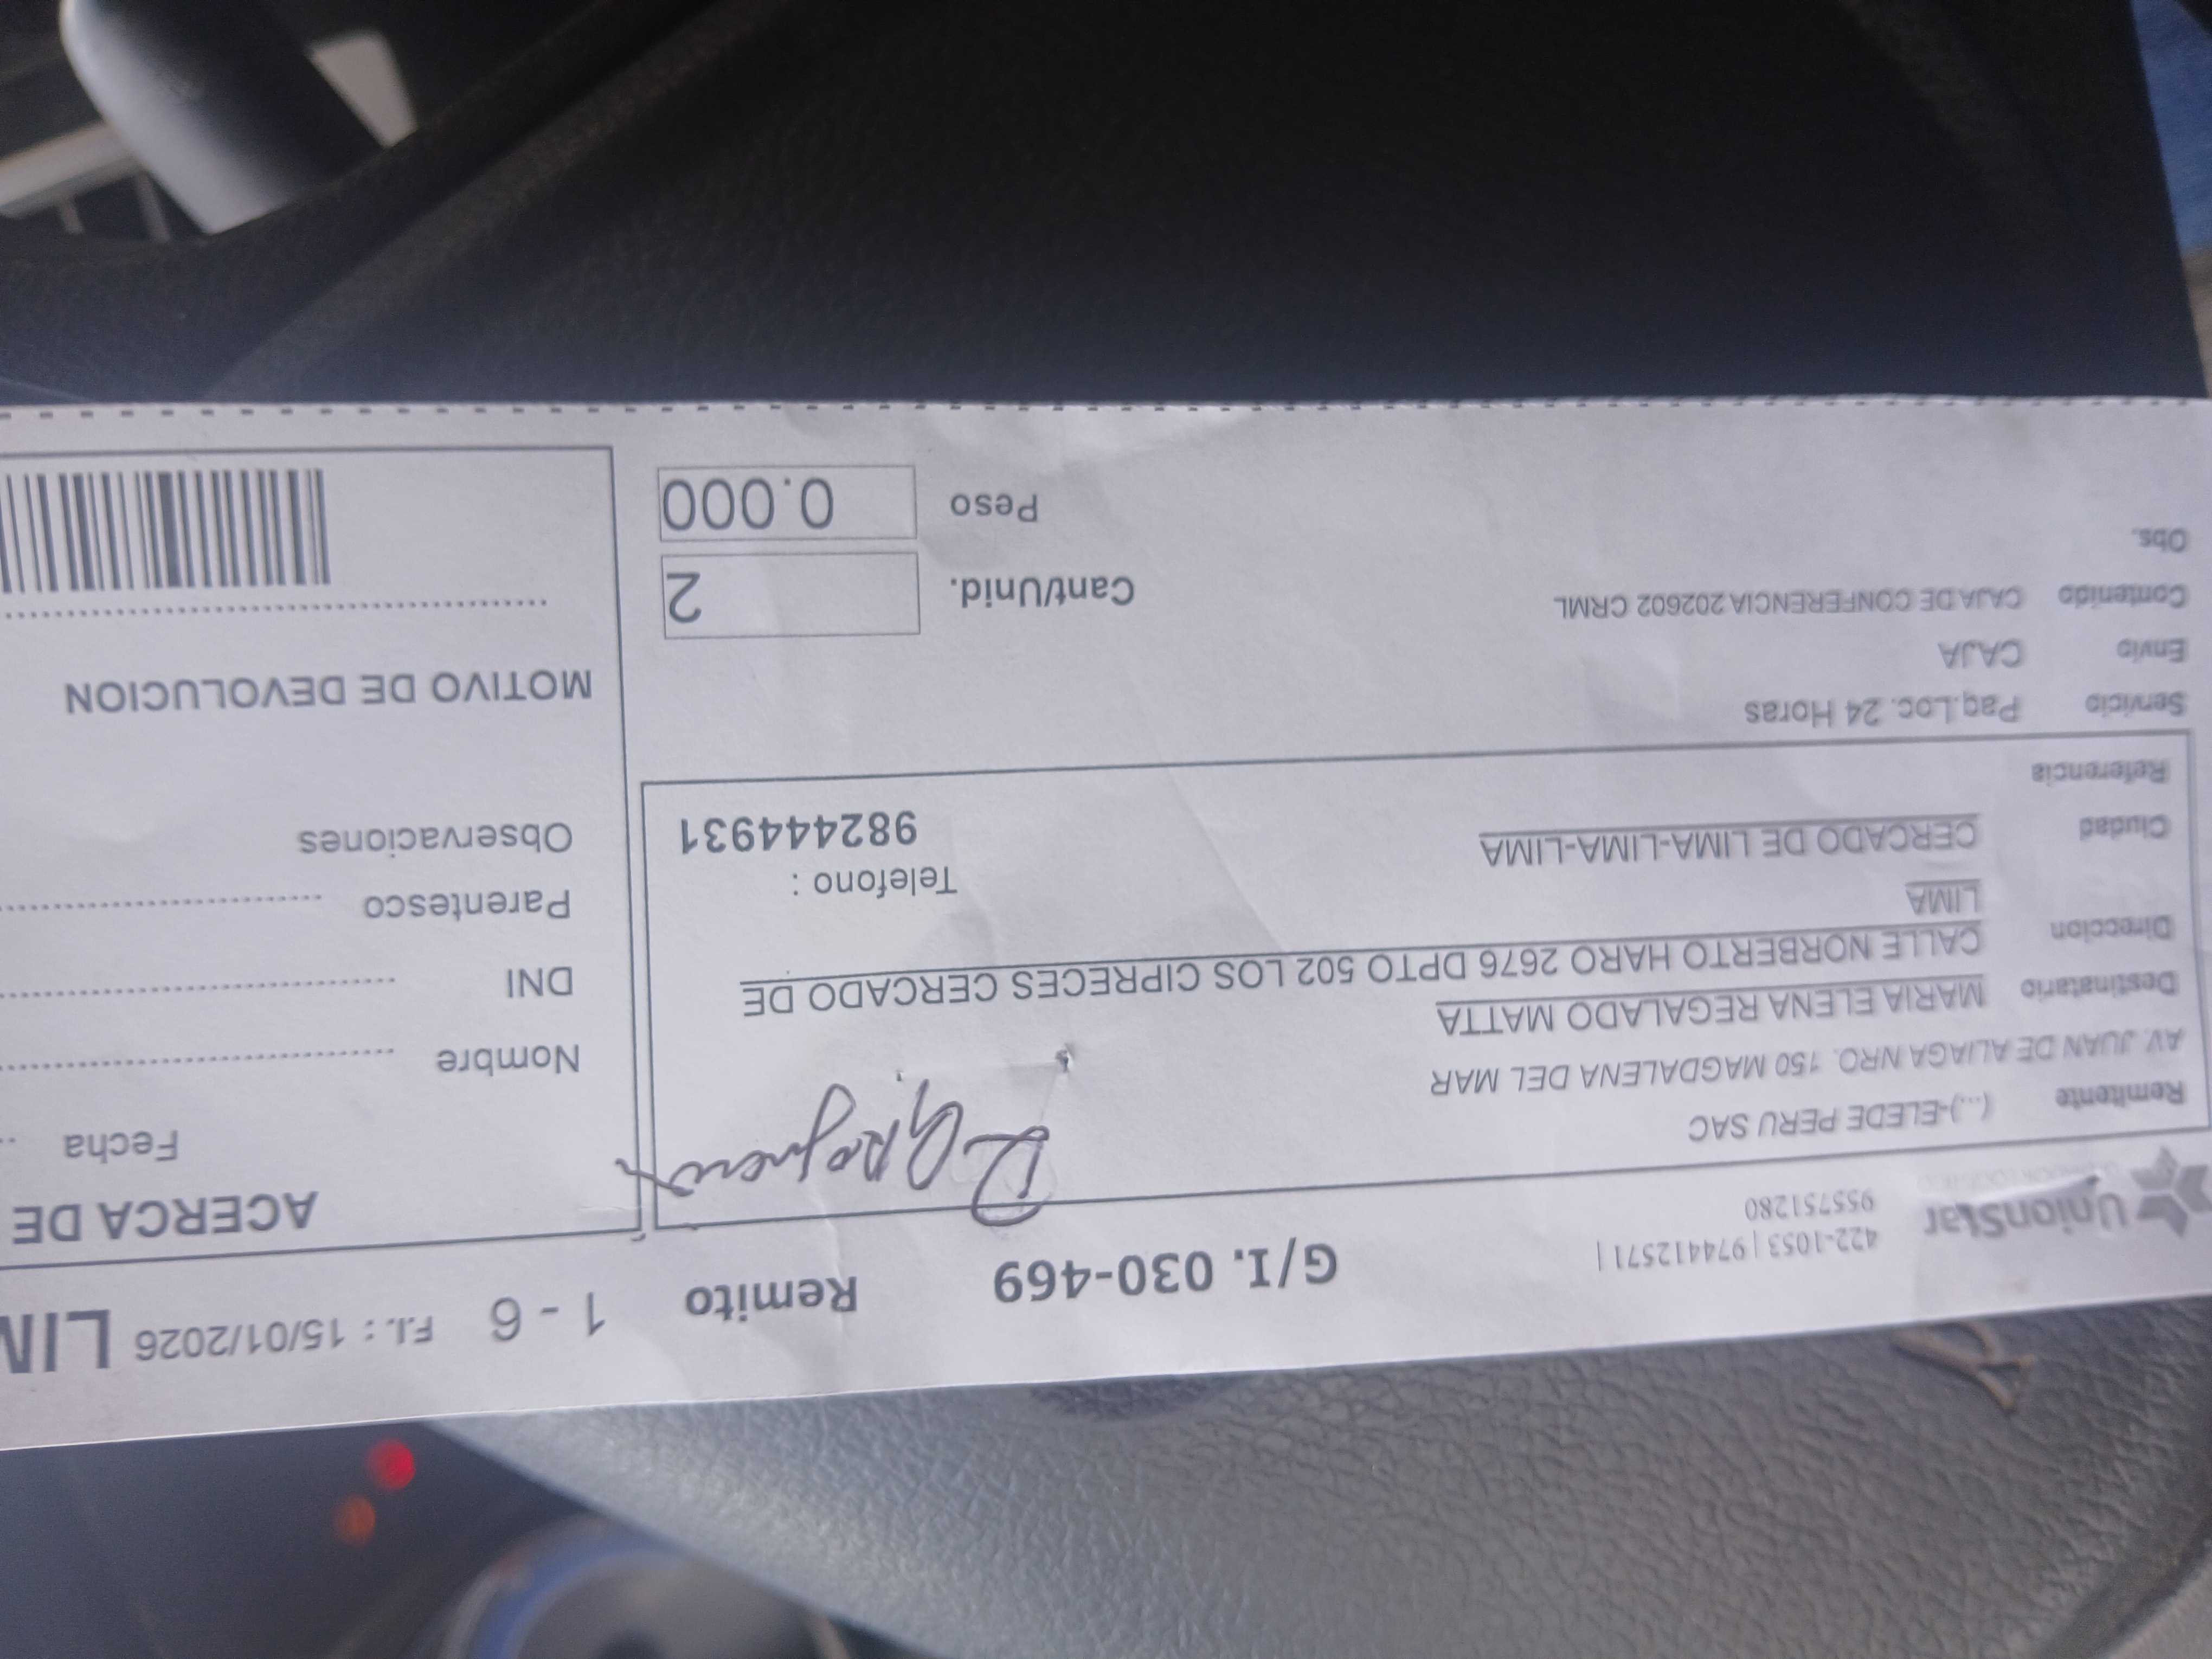 UnionStar
422-1053 | 974412571 |
955751280
G/I. 030-469 Remito 1 - 6 F.I. : 15/01/2026 LIM
Remitente (...)-ELEDE PERU SAC
AV. JUAN DE ALIAGA NRO. 150 MAGDALENA DEL MAR
Destinatario MARIA ELENA REGALADO MATTA
Direccion CALLE NORBERTO HARO 2676 DPTO 502 LOS CIPRECES CERCADO DE
LIMA
Telefono :
Ciudad CERCADO DE LIMA-LIMA-LIMA 982444931
Referencia
Servicio Paq.Loc. 24 Horas
Envio CAJA
Contenido CAJA DE CONFERENCIA 202602 CRML
Obs.
Cant/Unid. 2
Peso 0.000
ACERCA DE
Fecha
Nombre
DNI
Parentesco
Observaciones
MOTIVO DE DEVOLUCION